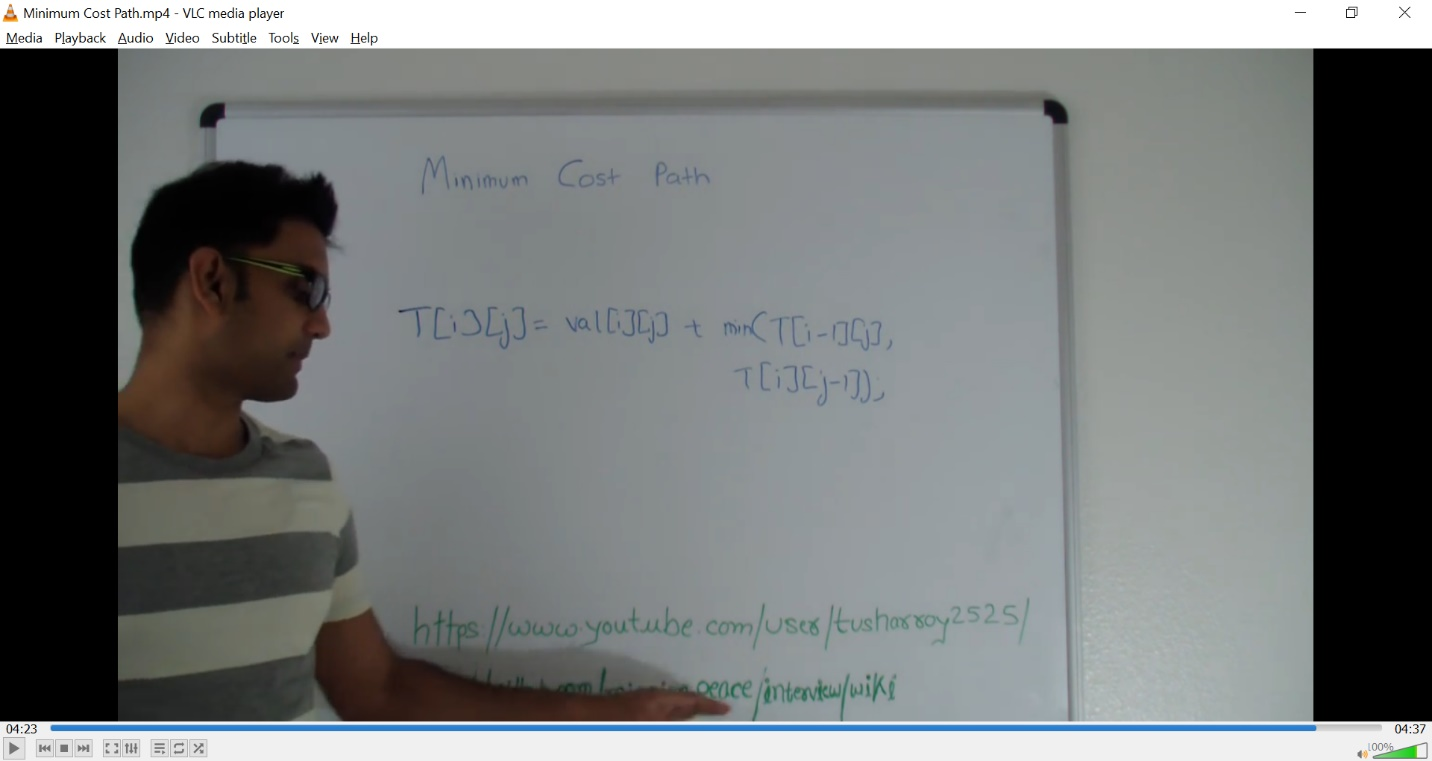 Minimum Cost Path.mp4 - VLC media player
Media Playback Audio Video Subtitle Tools View Help
Minimum Cost Path
T[i][j] = val[i][j] + min(T[i-1][j],
T[i][j-1]);
https://www.youtube.com/user/tusharroy2525/
peace/interview/wiki
04:23
04:37
100%